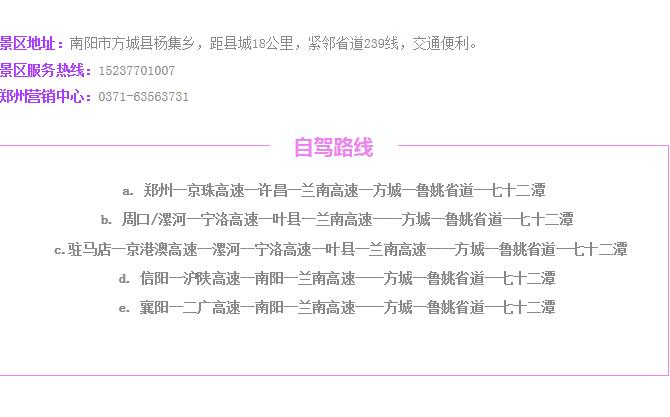 景区地址：南阳市方城县杨集乡，距县城18公里，紧邻省道239线，交通便利。
景区服务热线：15237701007
郑州营销中心：0371-63563731
自驾路线
a. 郑州—京珠高速—许昌—兰南高速—方城—鲁姚省道—七十二潭
b. 周口/漯河—宁洛高速—叶县—兰南高速——方城—鲁姚省道—七十二潭
c.驻马店—京港澳高速—漯河—宁洛高速—叶县—兰南高速——方城—鲁姚省道—七十二潭
d. 信阳—沪陕高速—南阳—兰南高速——方城—鲁姚省道—七十二潭
e. 襄阳—二广高速—南阳—兰南高速——方城—鲁姚省道—七十二潭